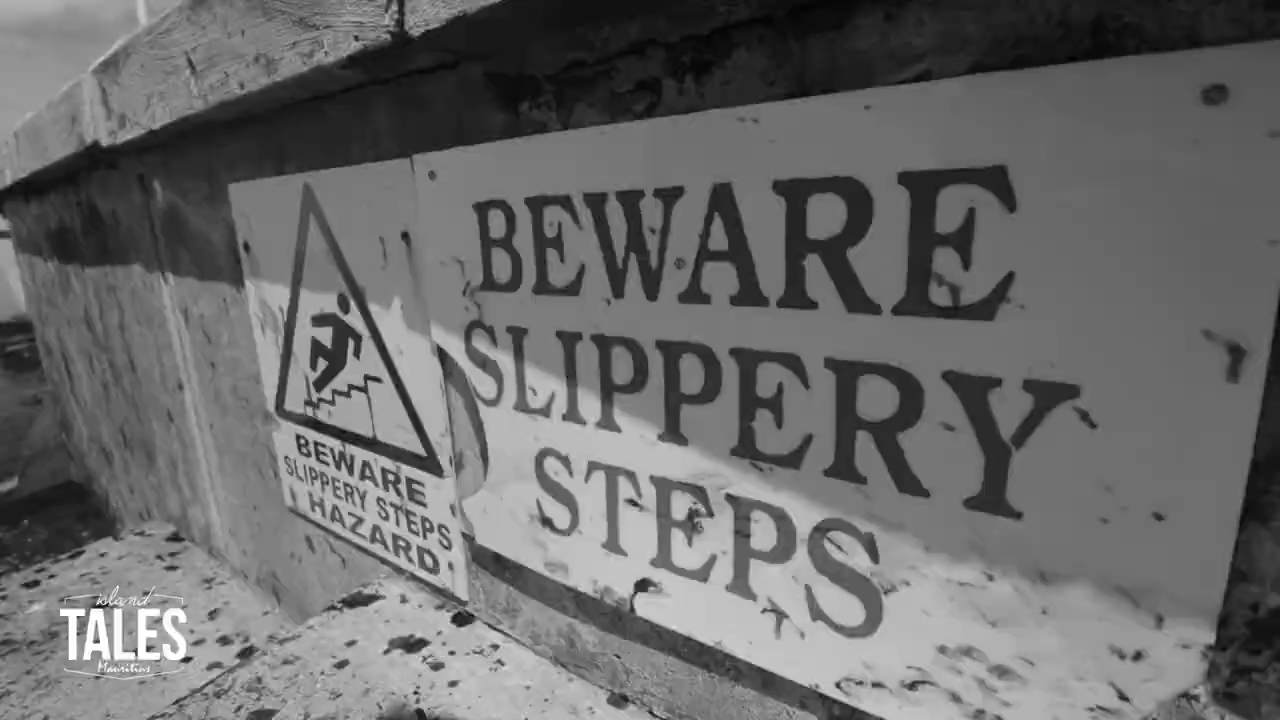 BEWARE
SLIPPERY STEPS
HAZARD
BEWARE
SLIPPERY
STEPS
island
TALES
Mauritius